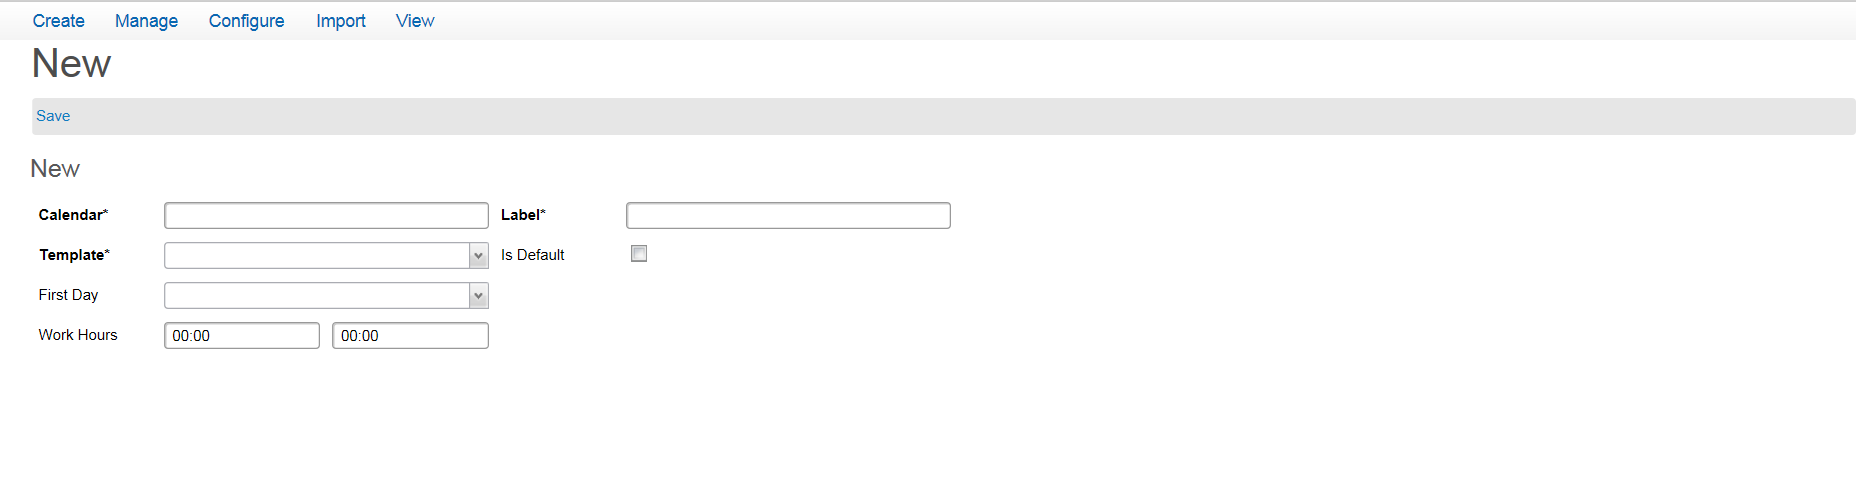 Create Manage Configure Import View
New
Save
New
Calendar* Label*
Template* Is Default
First Day
Work Hours 00:00 00:00